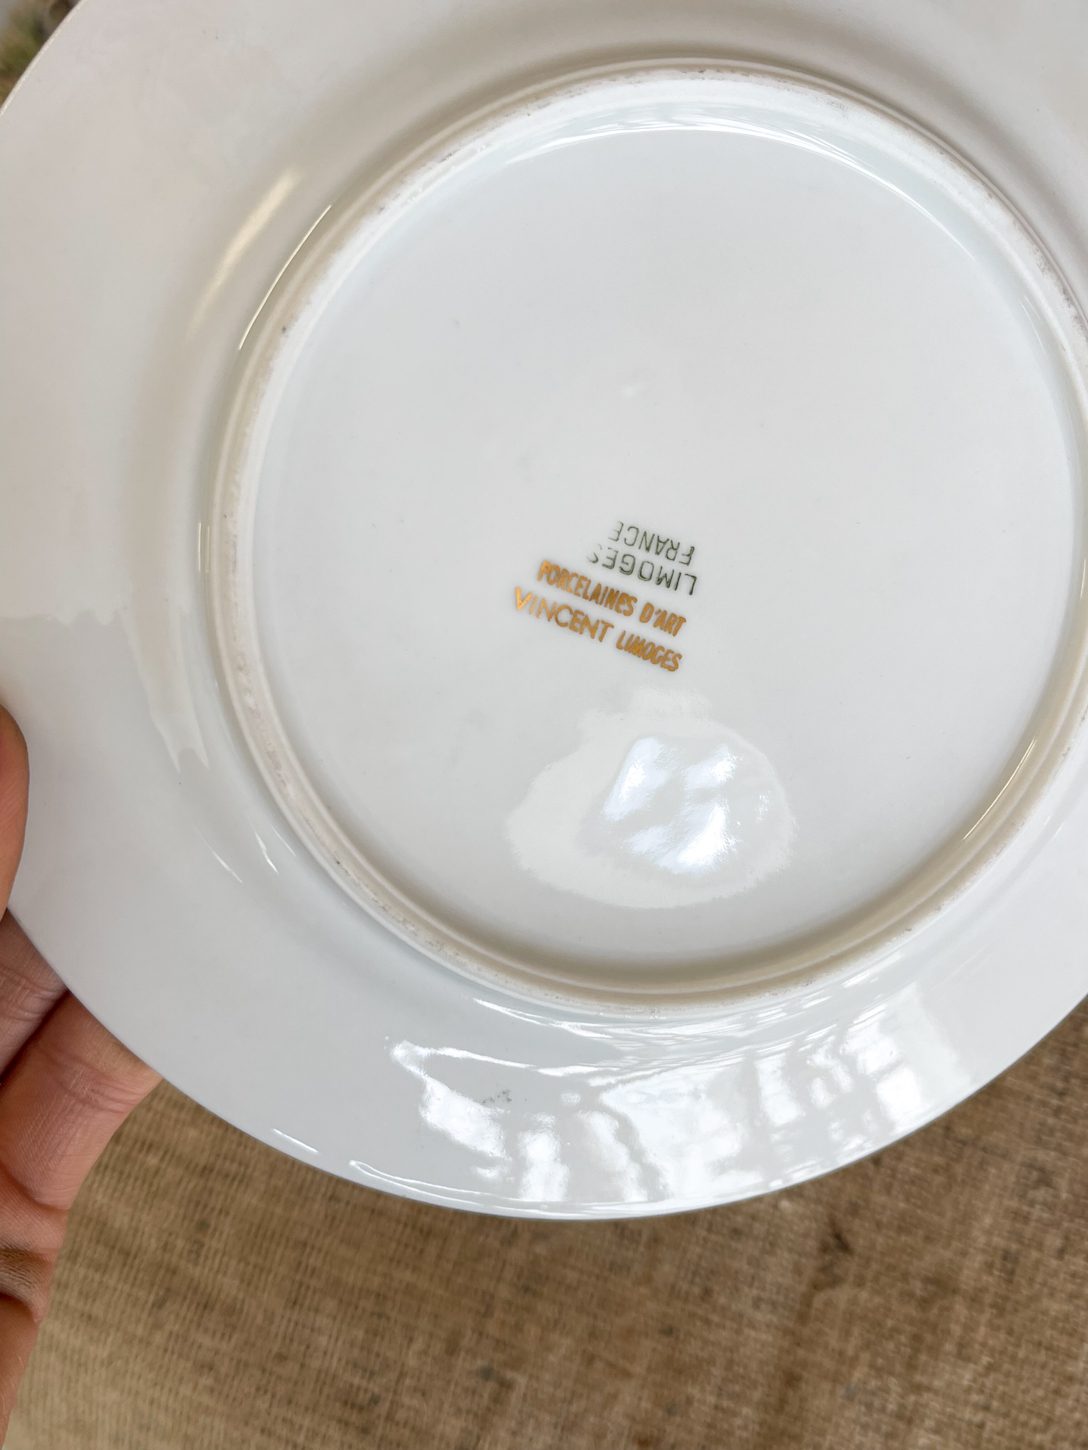 LIMOGES
FRANCE
PORCELAINES D'ART
VINCENT LIMOGES